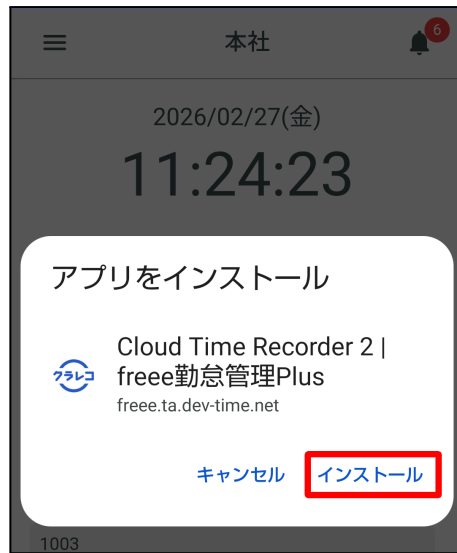 本社
6
2026/02/27(金)
11:24:23
アプリをインストール
クラレコ
Cloud Time Recorder 2 |
freee勤怠管理Plus
freee.ta.dev-time.net
キャンセル インストール
1003